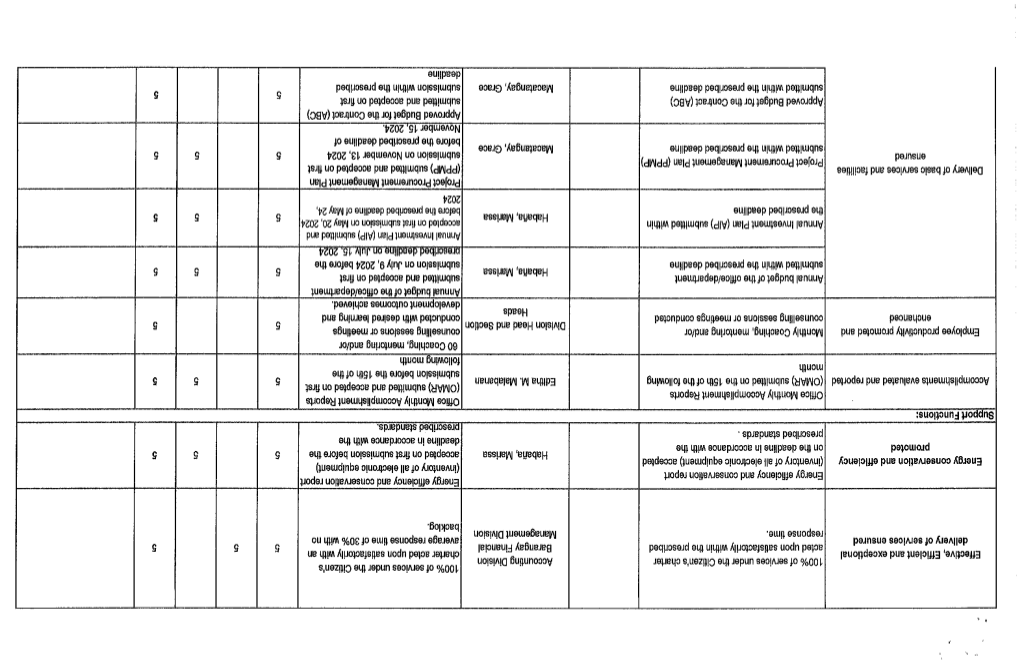 Effective, Efficient and exceptional
delivery of services ensured
100% of services under the Citizen's charter
acted upon satisfactorily within the prescribed
response time.
Accounting Division
Barangay Financial
Management Division
100% of services under the Citizen's
charter acted upon satisfactorily with an
average response time of 30% with no
backlog.
5
5
5
Energy conservation and efficiency
promoted
Energy efficiency and conservation report
(inventory of all electronic equipment) accepted
on the deadline in accordance with the
prescribed standards .
Habaña, Marissa
Energy efficiency and conservation report
(inventory of all electronic equipment)
accepted on first submission before the
deadline in accordance with the
prescribed standards.
5
5
5
Support Functions:
Accomplishments evaluated and reported
Office Monthly Accomplishment Reports
(OMAR) submitted on the 15th of the following
month
Editha M. Malabanan
Office Monthly Accomplishment Reports
(OMAR) submitted and accepted on first
submission before the 15th of the
following month
5
5
5
Employee productivity promoted and
enchanced
Monthly Coaching, mentoring and/or
counselling sessions or meetings conducted
Division Head and Section
Heads
60 Coaching, mentoring and/or
counselling sessions or meetings
conducted with desired learning and
development outcomes achieved.
5
5
Delivery of basic services and facilities
ensured
Annual budget of the office/department
submitted within the prescribed deadline
Habaña, Marissa
Annual budget of the office/department
submitted and accepted on first
submission on July 9, 2024 before the
prescribed deadline on July 15, 2024
5
5
5
Annual Investment Plan (AIP) submitted within
the prescribed deadline
Habaña, Marissa
Annual Investment Plan (AIP) submitted and
accepted on first submission on May 20, 2024
before the prescribed deadline of May 24,
2024
5
5
5
Project Procurement Management Plan (PPMP)
submitted within the prescribed deadline
Macatangay, Grace
Project Procurement Management Plan
(PPMP) submitted and accepted on first
submission on November 13, 2024
before the prescribed deadline of
November 15, 2024.
5
5
5
Approved Budget for the Contract (ABC)
submitted within the prescribed deadline
Macatangay, Grace
Approved Budget for the Contract (ABC)
submitted and accepted on first
submission within the prescribed
deadline
5
5